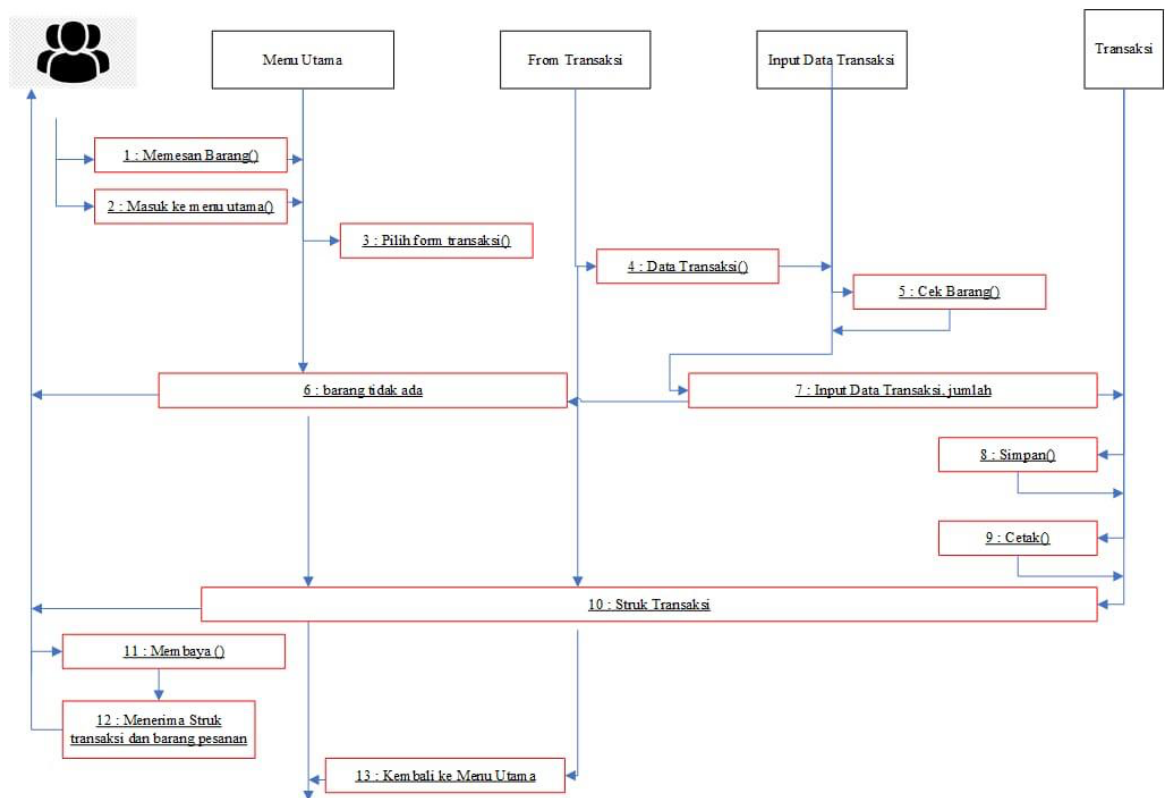 Menu Utama
From Transaksi
Input Data Transaksi
Transaksi
1 : Memesan Barang()
2 : Masuk ke menu utama()
3 : Pilih form transaksi()
4 : Data Transaksi()
5 : Cek Barang()
6 : barang tidak ada
7 : Input Data Transaksi, jumlah
8 : Simpan()
9 : Cetak()
10 : Struk Transaksi
11 : Membaya ()
12 : Menerima Struk
transaksi dan barang pesanan
13 : Kembali ke Menu Utama